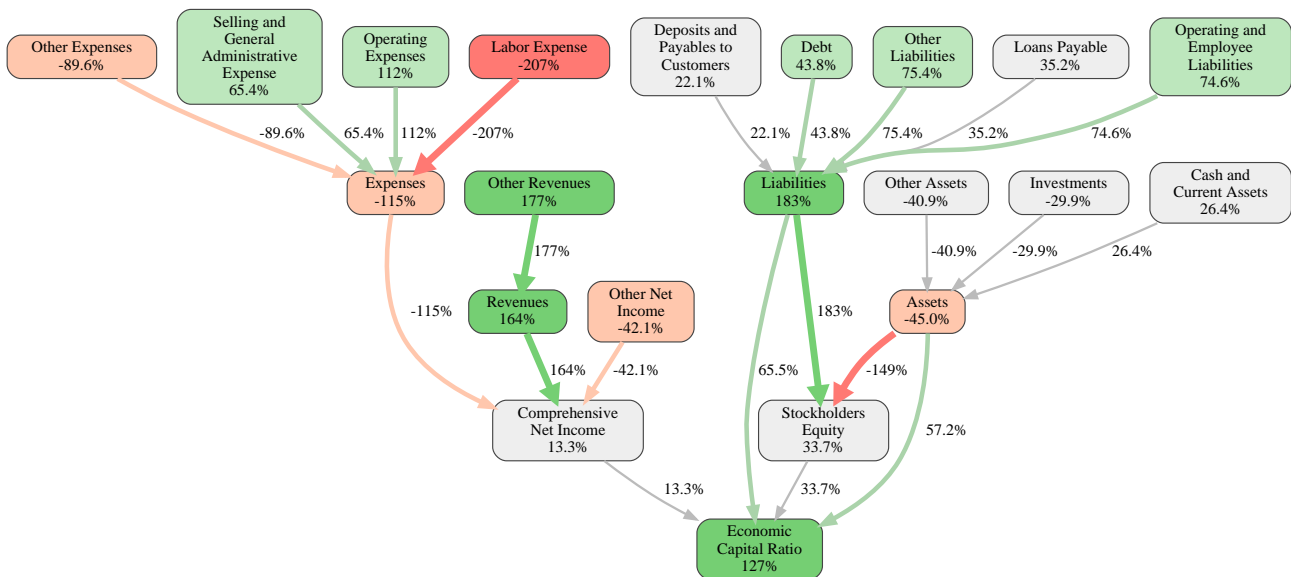 Other Expenses
-89.6%
Selling and
General
Administrative
Expense
65.4%
Operating
Expenses
112%
Labor Expense
-207%
Deposits and
Payables to
Customers
22.1%
Debt
43.8%
Other
Liabilities
75.4%
Loans Payable
35.2%
Operating and
Employee
Liabilities
74.6%
-89.6%
65.4%
112%
-207%
22.1%
43.8%
75.4%
35.2%
74.6%
Expenses
-115%
Other Revenues
177%
Liabilities
183%
Other Assets
-40.9%
Investments
-29.9%
Cash and
Current Assets
26.4%
177%
-40.9%
-29.9%
26.4%
Revenues
164%
Other Net
Income
-42.1%
Assets
-45.0%
-115%
183%
164%
-42.1%
65.5%
-149%
57.2%
Comprehensive
Net Income
13.3%
Stockholders
Equity
33.7%
13.3%
33.7%
Economic
Capital Ratio
127%